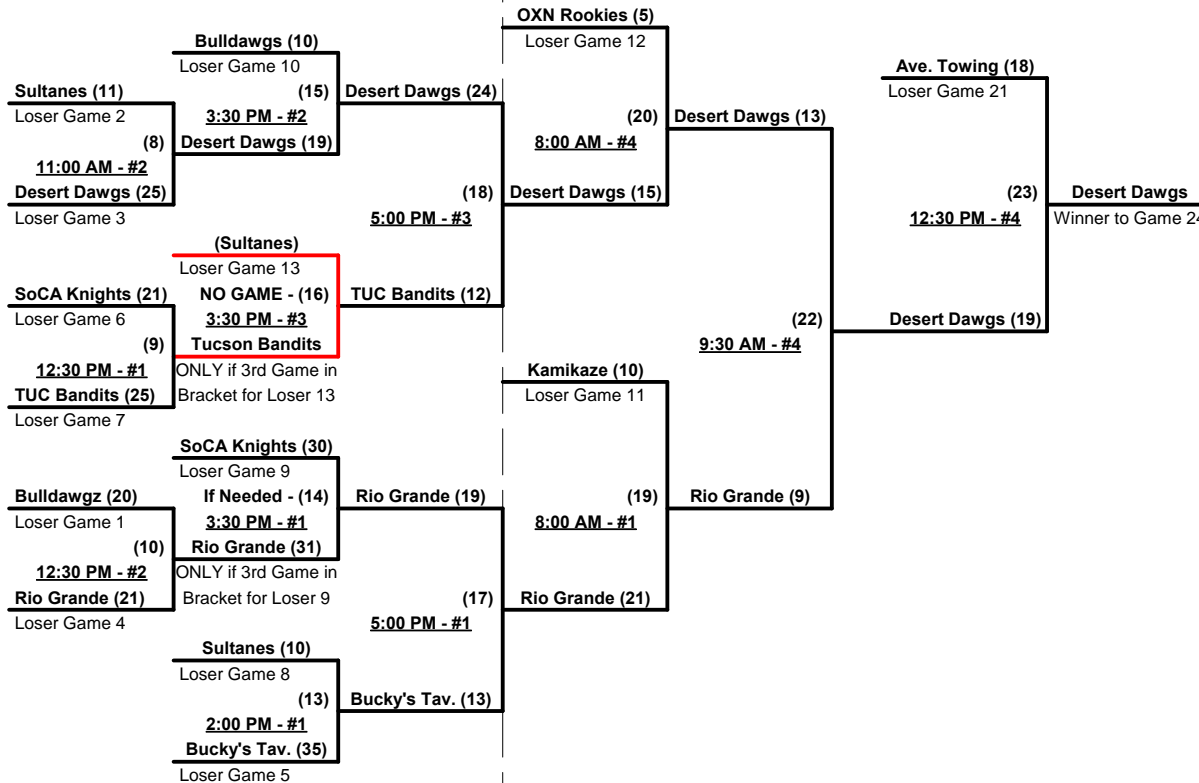 OXN Rookies (5)
Loser Game 12
Bulldawgs (10)
Loser Game 10
Ave. Towing (18)
Loser Game 21
Sultanes (11)
Loser Game 2
(15)
3:30 PM - #2
Desert Dawgs (24)
(20)
8:00 AM - #4
Desert Dawgs (13)
(8)
11:00 AM - #2
Desert Dawgs (19)
Desert Dawgs (25)
Loser Game 3
(18)
5:00 PM - #3
Desert Dawgs (15)
(23)
12:30 PM - #4
Desert Dawgs
Winner to Game 24
(Sultanes)
Loser Game 13
SoCA Knights (21)
Loser Game 6
NO GAME - (16)
3:30 PM - #3
TUC Bandits (12)
(22)
9:30 AM - #4
Desert Dawgs (19)
(9)
12:30 PM - #1
Tucson Bandits
ONLY if 3rd Game in
Bracket for Loser 13
TUC Bandits (25)
Loser Game 7
Kamikaze (10)
Loser Game 11
SoCA Knights (30)
Loser Game 9
Bulldawgz (20)
Loser Game 1
If Needed - (14)
3:30 PM - #1
Rio Grande (19)
(19)
8:00 AM - #1
Rio Grande (9)
(10)
12:30 PM - #2
Rio Grande (31)
ONLY if 3rd Game in
Bracket for Loser 9
Rio Grande (21)
Loser Game 4
(17)
5:00 PM - #1
Rio Grande (21)
Sultanes (10)
Loser Game 8
(13)
2:00 PM - #1
Bucky's Tav. (13)
Bucky's Tav. (35)
Loser Game 5